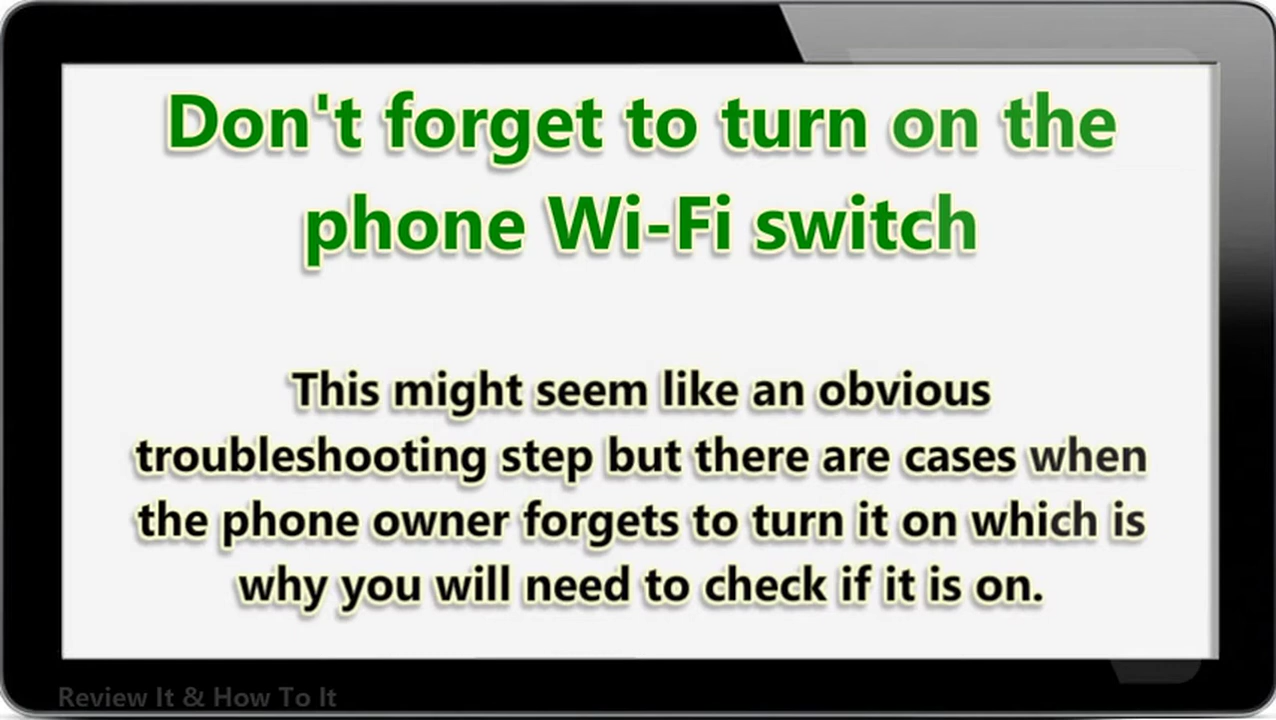 Don't forget to turn on the
phone Wi-Fi switch
This might seem like an obvious
troubleshooting step but there are cases when
the phone owner forgets to turn it on which is
why you will need to check if it is on.
Review It & How To It